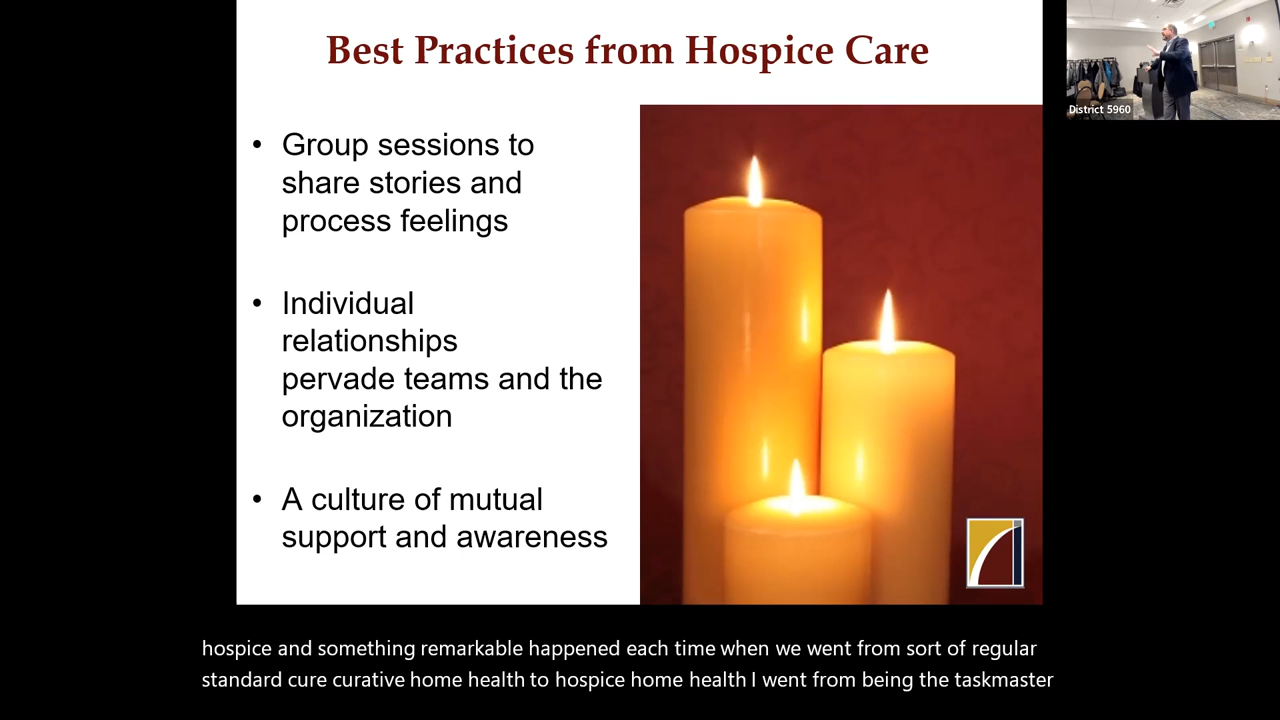 Best Practices from Hospice Care
District 5960
• Group sessions to
share stories and
process feelings
• Individual
relationships
pervade teams and the
organization
• A culture of mutual
support and awareness
hospice and something remarkable happened each time when we went from sort of regular
standard cure curative home health to hospice home health I went from being the taskmaster